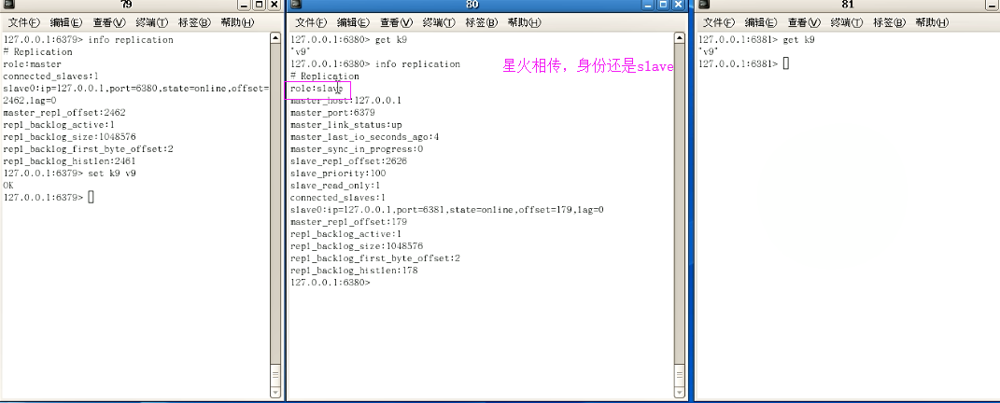 79
文件(F) 编辑(E) 查看(V) 终端(T) 标签(B) 帮助(H)
127.0.0.1:6379> info replication
# Replication
role:master
connected_slaves:1
slave0:ip=127.0.0.1,port=6380,state=online,offset=
2462,lag=0
master_repl_offset:2462
repl_backlog_active:1
repl_backlog_size:1048576
repl_backlog_first_byte_offset:2
repl_backlog_histlen:2461
127.0.0.1:6379> set k9 v9
OK
127.0.0.1:6379>
80
文件(F) 编辑(E) 查看(V) 终端(T) 标签(B) 帮助(H)
127.0.0.1:6380> get k9
"v9"
127.0.0.1:6380> info replication
星火相传，身份还是slave
# Replication
role:slave
master_host:127.0.0.1
master_port:6379
master_link_status:up
master_last_io_seconds_ago:4
master_sync_in_progress:0
slave_repl_offset:2626
slave_priority:100
slave_read_only:1
connected_slaves:1
slave0:ip=127.0.0.1,port=6381,state=online,offset=179,lag=0
master_repl_offset:179
repl_backlog_active:1
repl_backlog_size:1048576
repl_backlog_first_byte_offset:2
repl_backlog_histlen:178
127.0.0.1:6380>
81
文件(F) 编辑(E) 查看(V) 终端(T) 标签(B) 帮助(H)
127.0.0.1:6381> get k9
"v9"
127.0.0.1:6381>